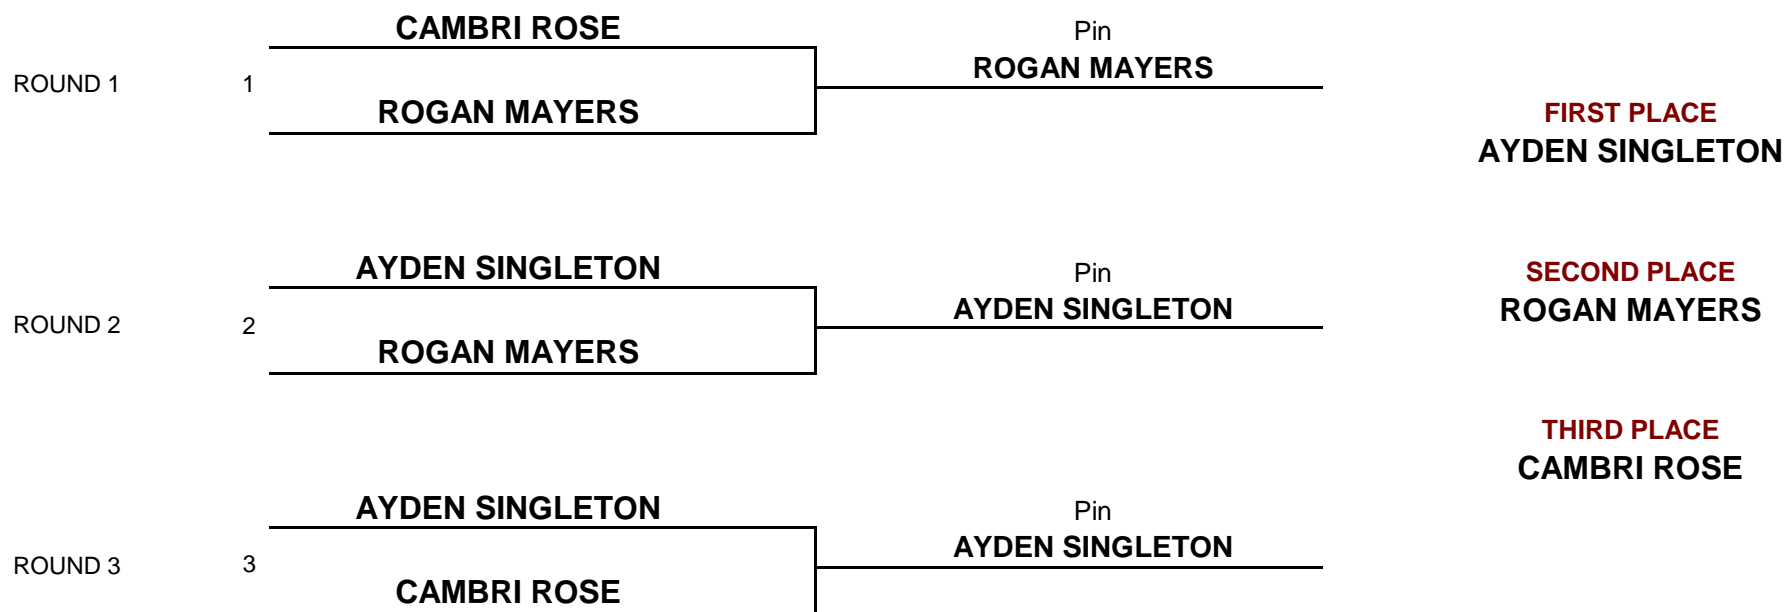 CAMBRI ROSE
Pin
ROUND 1
1
ROGAN MAYERS
ROGAN MAYERS
FIRST PLACE
AYDEN SINGLETON
AYDEN SINGLETON
Pin
SECOND PLACE
ROUND 2
2
AYDEN SINGLETON
ROGAN MAYERS
ROGAN MAYERS
THIRD PLACE
CAMBRI ROSE
AYDEN SINGLETON
Pin
ROUND 3
3
AYDEN SINGLETON
CAMBRI ROSE